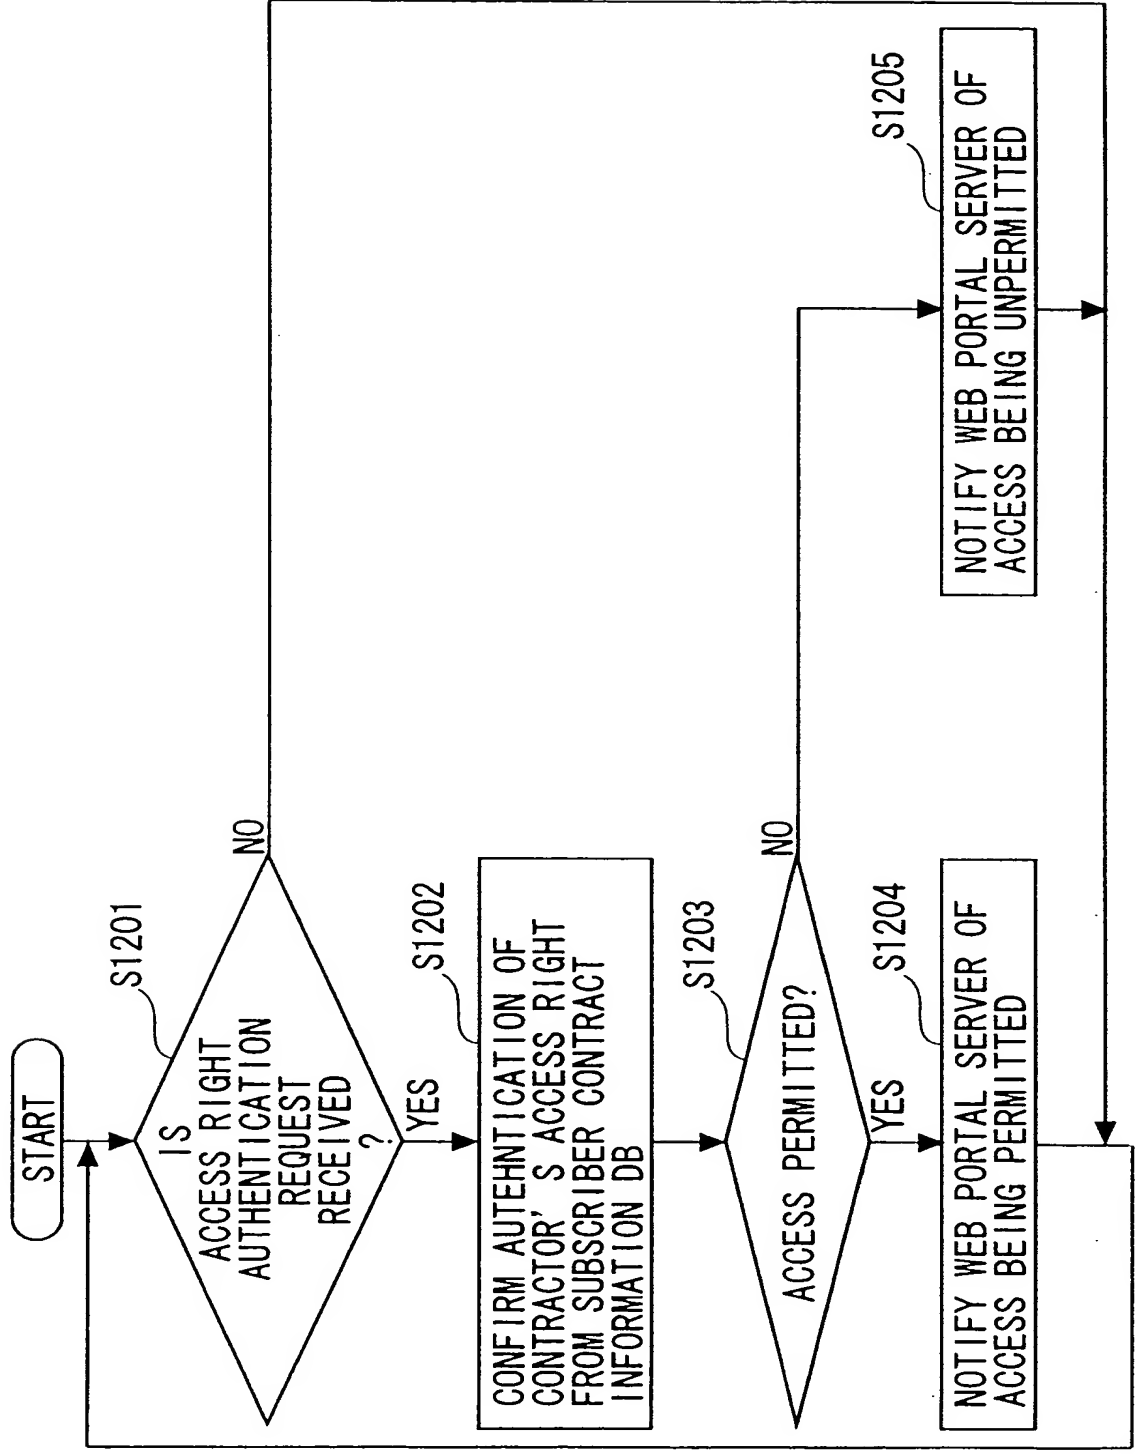 START
S1201
IS
ACCESS RIGHT
AUTHENTICATION
REQUEST
RECEIVED
?
NO
YES
S1202
CONFIRM AUTEHNTICATION OF
CONTRACTOR'S ACCESS RIGHT
FROM SUBSCRIBER CONTRACT
INFORMATION DB
S1203
ACCESS PERMITTED?
NO
YES
S1204
NOTIFY WEB PORTAL SERVER OF
ACCESS BEING PERMITTED
S1205
NOTIFY WEB PORTAL SERVER OF
ACCESS BEING UNPERMITTED